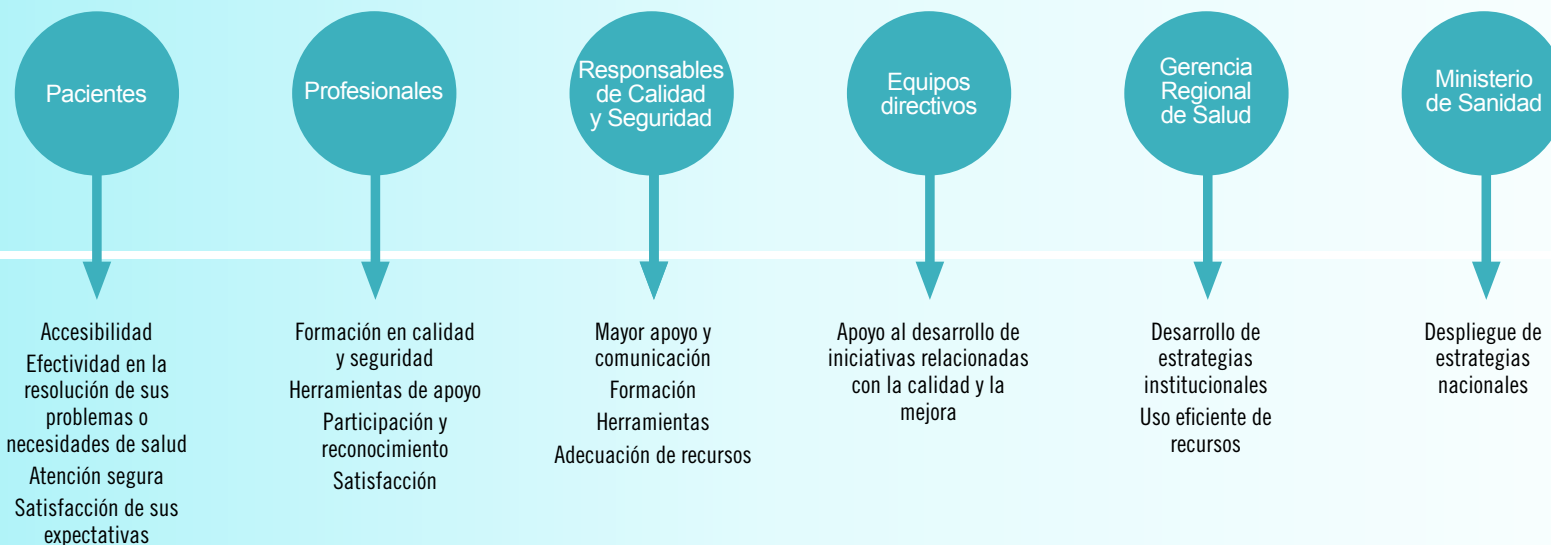 Pacientes
Profesionales
Responsables
de Calidad
y Seguridad
Equipos
directivos
Gerencia
Regional
de Salud
Ministerio
de Sanidad
Accesibilidad
Efectividad en la
resolución de sus
problemas o
necesidades de salud
Atención segura
Satisfacción de sus
expectativas
Formación en calidad
y seguridad
Herramientas de apoyo
Participación y
reconocimiento
Satisfacción
Mayor apoyo y
comunicación
Formación
Herramientas
Adecuación de recursos
Apoyo al desarrollo de
iniciativas relacionadas
con la calidad y la
mejora
Desarrollo de
estrategias
institucionales
Uso eficiente de
recursos
Despliegue de
estrategias
nacionales